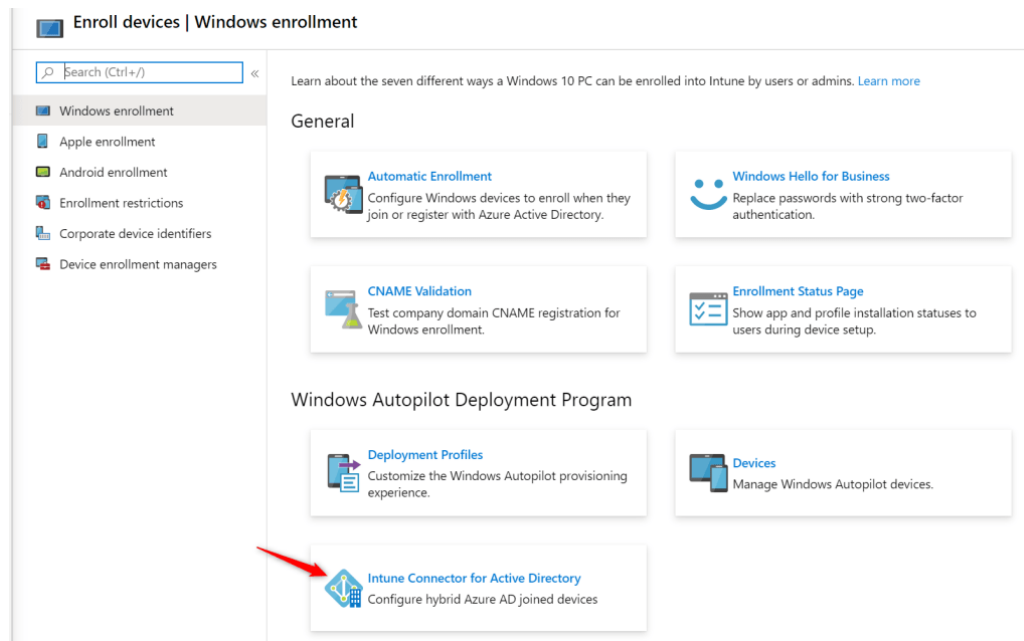 Enroll devices | Windows enrollment
Search (Ctrl+/)
«
Windows enrollment
Apple enrollment
Android enrollment
Enrollment restrictions
Corporate device identifiers
Device enrollment managers
Learn about the seven different ways a Windows 10 PC can be enrolled into Intune by users or admins. Learn more
General
Automatic Enrollment
Configure Windows devices to enroll when they
join or register with Azure Active Directory.
Windows Hello for Business
Replace passwords with strong two-factor
authentication.
CNAME Validation
Test company domain CNAME registration for
Windows enrollment.
Enrollment Status Page
Show app and profile installation statuses to
users during device setup.
Windows Autopilot Deployment Program
Deployment Profiles
Customize the Windows Autopilot provisioning
experience.
Devices
Manage Windows Autopilot devices.
Intune Connector for Active Directory
Configure hybrid Azure AD joined devices